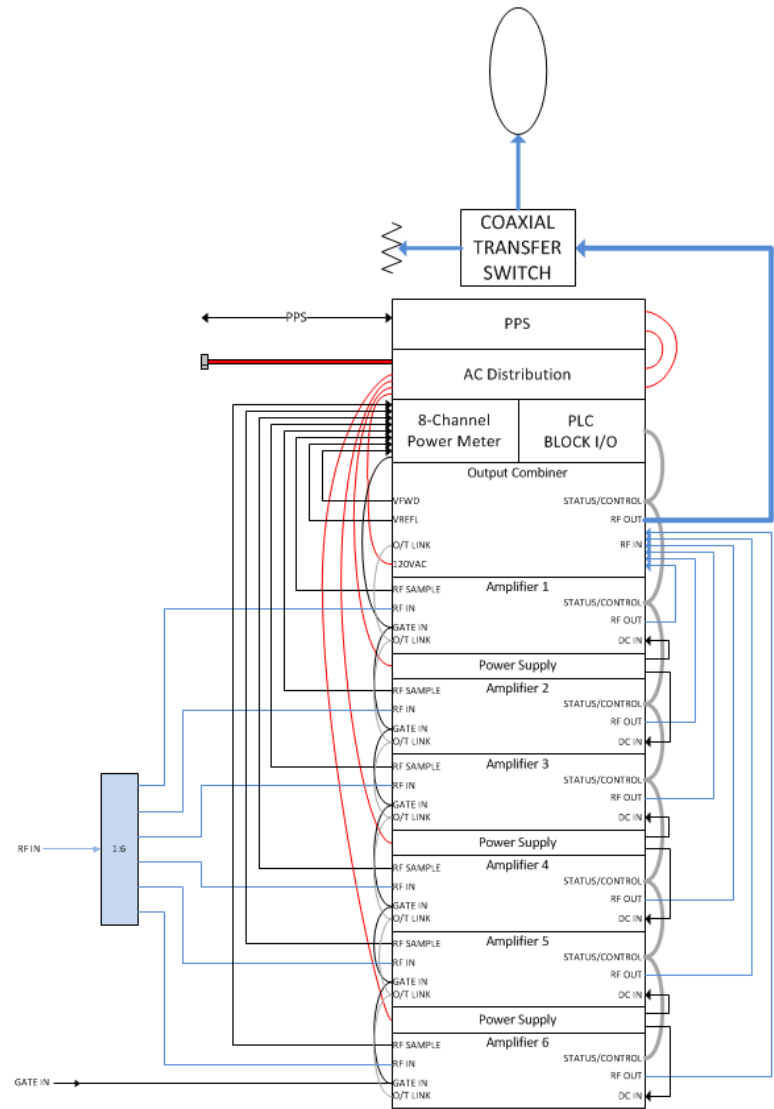 COAXIAL
TRANSFER
SWITCH
PPS
PPS
AC Distribution
8-Channel
Power Meter
PLC
BLOCK I/O
Output Combiner
VFWD
STATUS/CONTROL
VREFL
RF OUT
O/T LINK
RF IN
120VAC
Amplifier 1
RF SAMPLE
STATUS/CONTROL
RF IN
RF OUT
GATE IN
O/T LINK
DC IN
Power Supply
Amplifier 2
RF SAMPLE
STATUS/CONTROL
RF IN
RF OUT
GATE IN
O/T LINK
DC IN
Amplifier 3
RF SAMPLE
STATUS/CONTROL
RF IN
RF OUT
GATE IN
O/T LINK
DC IN
Power Supply
RF IN
1:6
Amplifier 4
RF SAMPLE
STATUS/CONTROL
RF IN
RF OUT
GATE IN
O/T LINK
DC IN
Amplifier 5
RF SAMPLE
STATUS/CONTROL
RF IN
RF OUT
GATE IN
O/T LINK
DC IN
Power Supply
Amplifier 6
RF SAMPLE
STATUS/CONTROL
RF IN
RF OUT
GATE IN
GATE IN
O/T LINK
DC IN